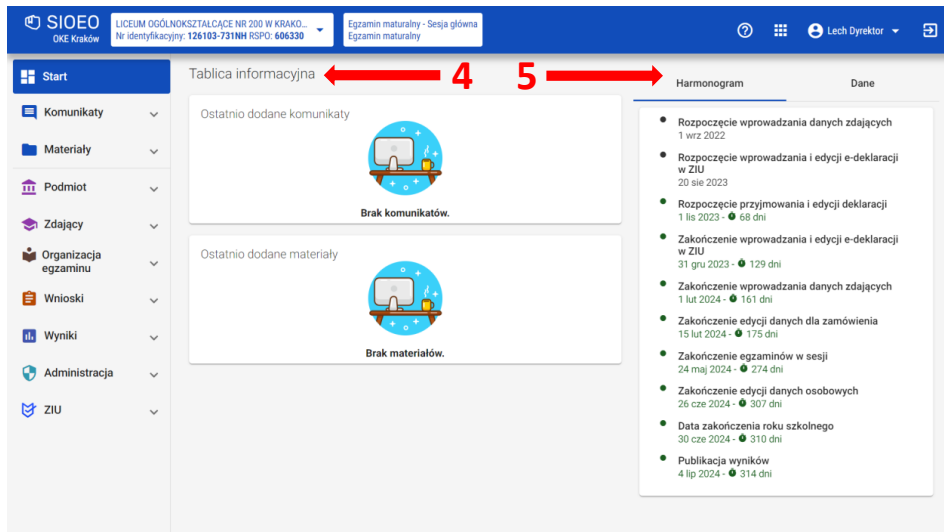 SIOEO
OKE Kraków
LICEUM OGÓLNOKSZTAŁCĄCE NR 200 W KRAKO...
Nr identyfikacyjny: 126103-731NH RSPO: 606330
Egzamin maturalny - Sesja główna
Egzamin maturalny
Lech Dyrektor
Start
Komunikaty
Materiały
Podmiot
Zdający
Organizacja
egzaminu
Wnioski
Wyniki
Administracja
ZIU
Tablica informacyjna
4
5
Ostatnio dodane komunikaty
Brak komunikatów.
Ostatnio dodane materiały
Brak materiałów.
Harmonogram
Dane
Rozpoczęcie wprowadzania danych zdających
1 wrz 2022
Rozpoczęcie wprowadzania i edycji e-deklaracji
w ZIU
20 sie 2023
Rozpoczęcie przyjmowania i edycji deklaracji
1 lis 2023 - 68 dni
Zakończenie wprowadzania i edycji e-deklaracji
w ZIU
31 gru 2023 - 129 dni
Zakończenie wprowadzania danych zdających
1 lut 2024 - 161 dni
Zakończenie edycji danych dla zamówienia
15 lut 2024 - 175 dni
Zakończenie egzaminów w sesji
24 maj 2024 - 274 dni
Zakończenie edycji danych osobowych
26 cze 2024 - 307 dni
Data zakończenia roku szkolnego
30 cze 2024 - 310 dni
Publikacja wyników
4 lip 2024 - 314 dni